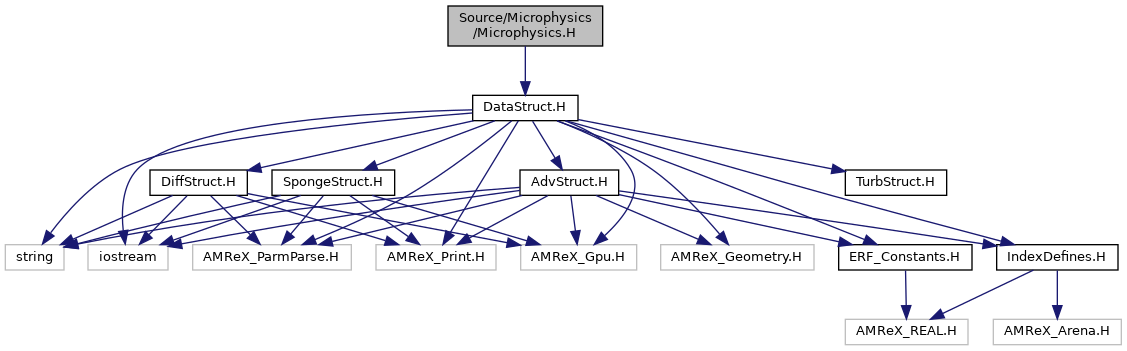 Source/Microphysics
/Microphysics.H
DataStruct.H
DiffStruct.H
SpongeStruct.H
AdvStruct.H
TurbStruct.H
string
iostream
AMReX_ParmParse.H
AMReX_Print.H
AMReX_Gpu.H
AMReX_Geometry.H
ERF_Constants.H
IndexDefines.H
AMReX_REAL.H
AMReX_Arena.H